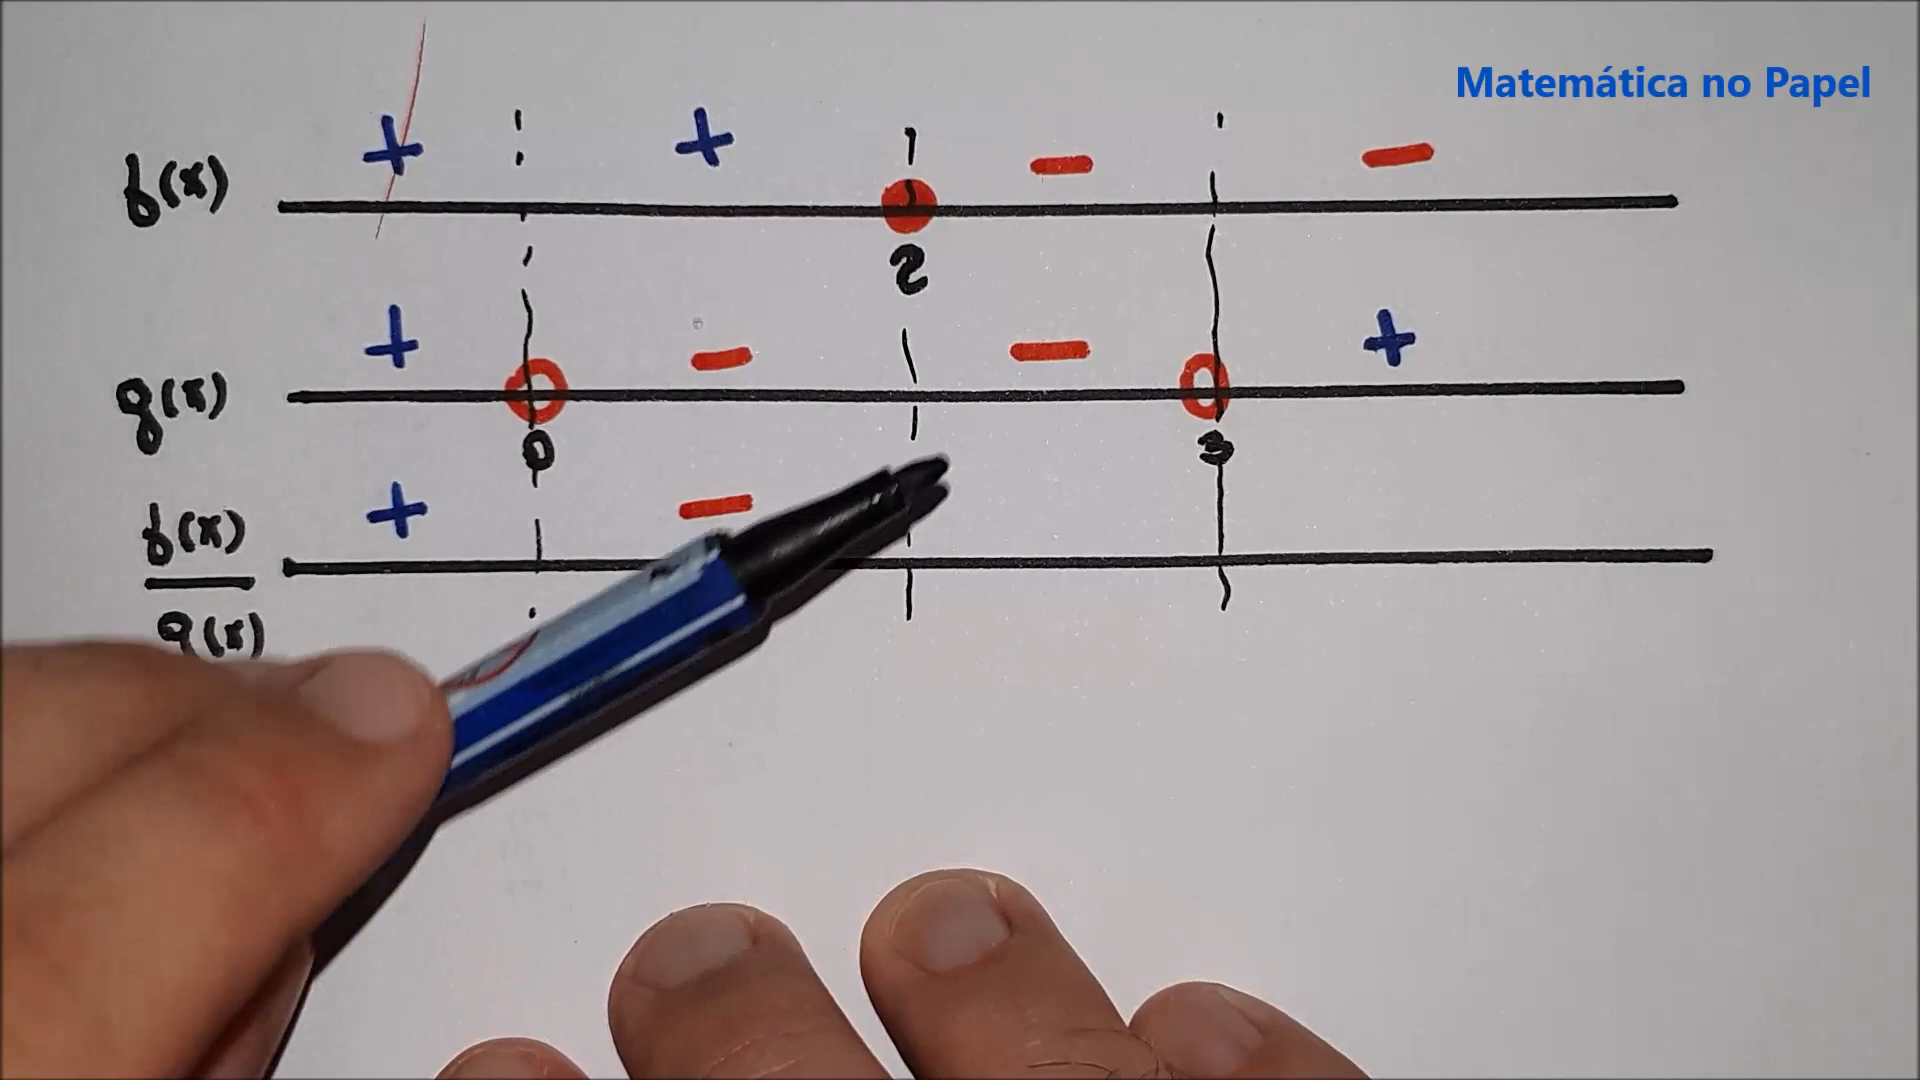 Matemática no Papel
+ + − −
f(x)
2
+ − − +
g(x)
0 3
+ −
f(x)
g(x)